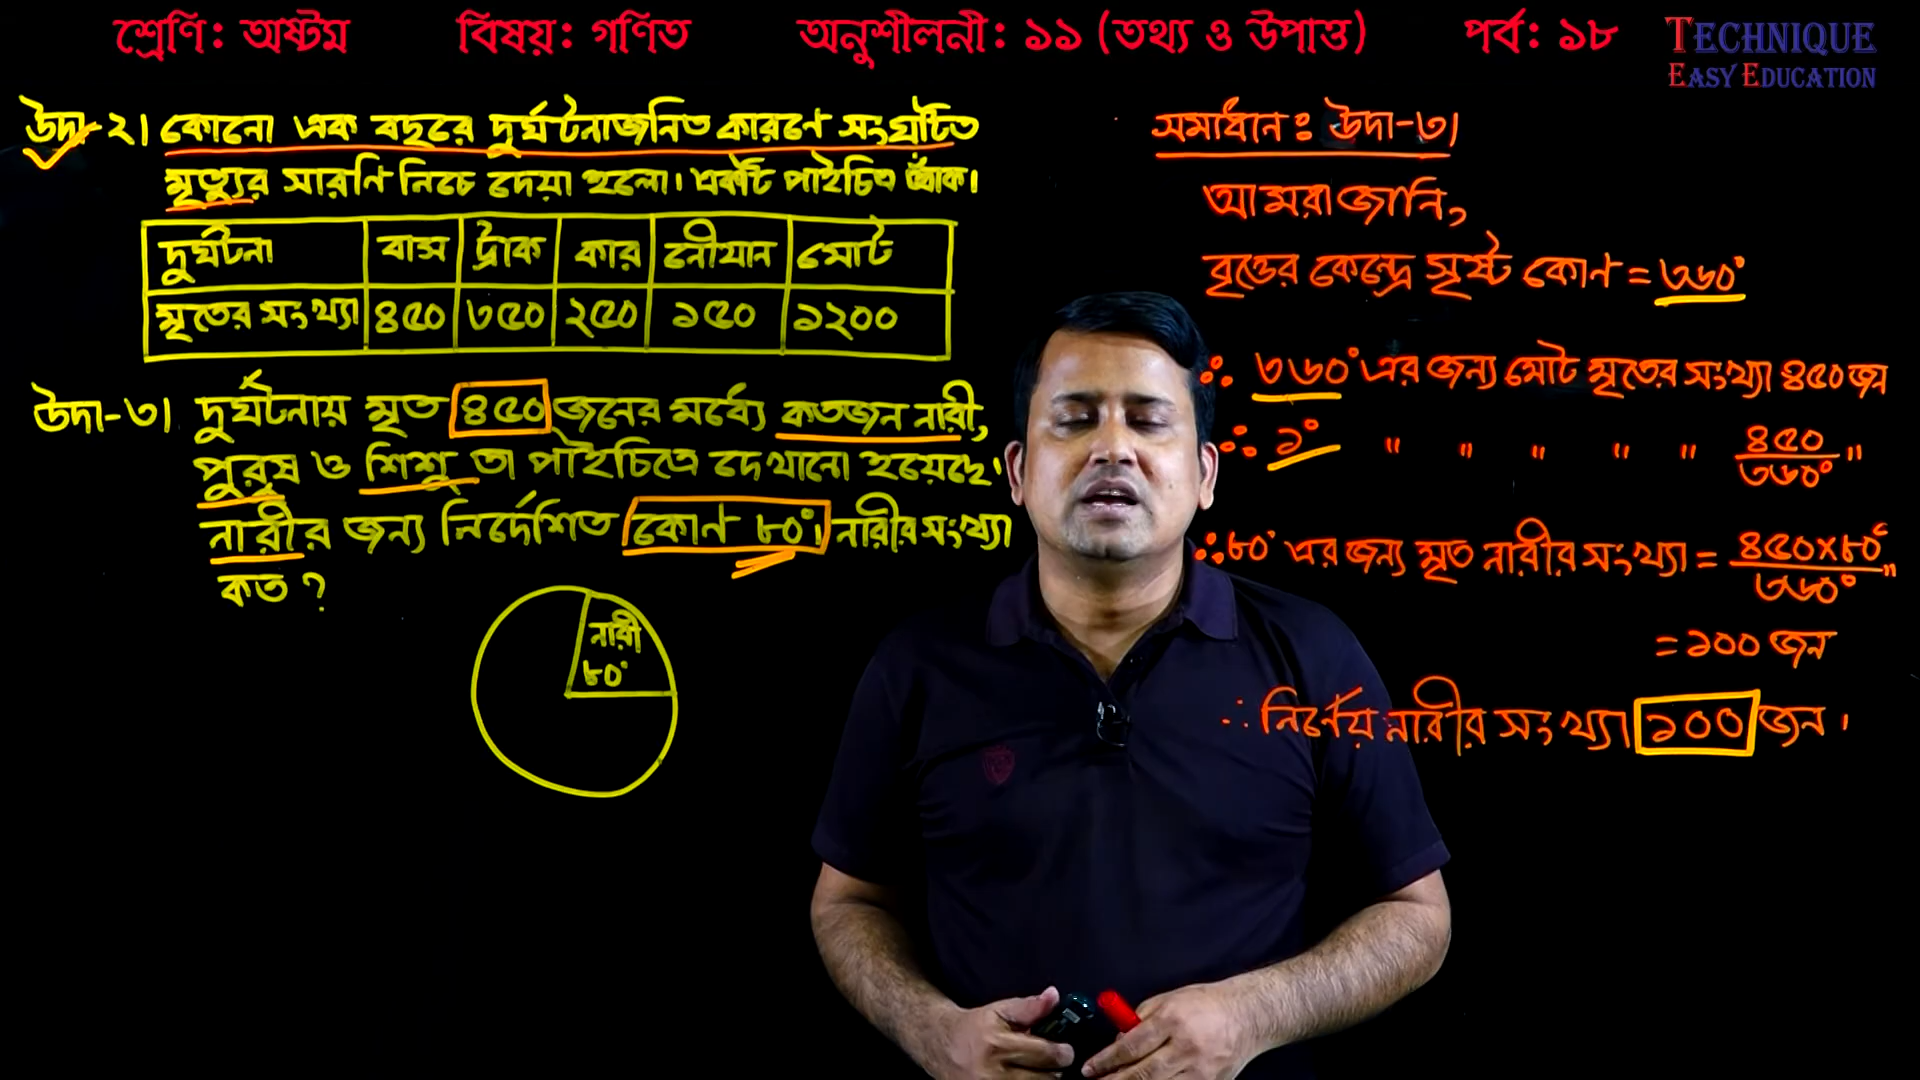 শ্রেণি: অষ্টম বিষয়: গণিত অনুশীলনী: ১১ (তথ্য ও উপাত্ত) পর্ব: ১৮
TECHNIQUE
EASY EDUCATION
উদা-২। কোনো এক বছরে দুর্ঘটনাজনিত কারণে সংঘটিত
মৃত্যুর সারণি নিচে দেয়া হলো। একটি পাইচিত্র আঁক।
দুর্ঘটনা বাস ট্রাক কার নৌযান মোট
মৃতের সংখ্যা ৪৫০ ৩৫০ ২৫০ ১৫০ ১২০০
উদা-৩। দুর্ঘটনায় মৃত ৪৫০ জনের মধ্যে কতজন নারী,
পুরুষ ও শিশু তা পাইচিত্রে দেখানো হয়েছে।
নারীর জন্য নির্দেশিত কোণ ৮০°। নারীর সংখ্যা
কত ?
নারী
৮০°
সমাধান : উদা-৩।
আমরা জানি,
বৃত্তের কেন্দ্রে সৃষ্ট কোণ = ৩৬০°
∴ ৩৬০° এর জন্য মোট মৃতের সংখ্যা ৪৫০ জন
∴ ১° " " " " " ৪৫০/৩৬০° "
∴ ৮০° এর জন্য মৃত নারীর সংখ্যা = ৪৫০×৮০°/৩৬০° "
= ১০০ জন
∴ নির্ণেয় নারীর সংখ্যা ১০০ জন।